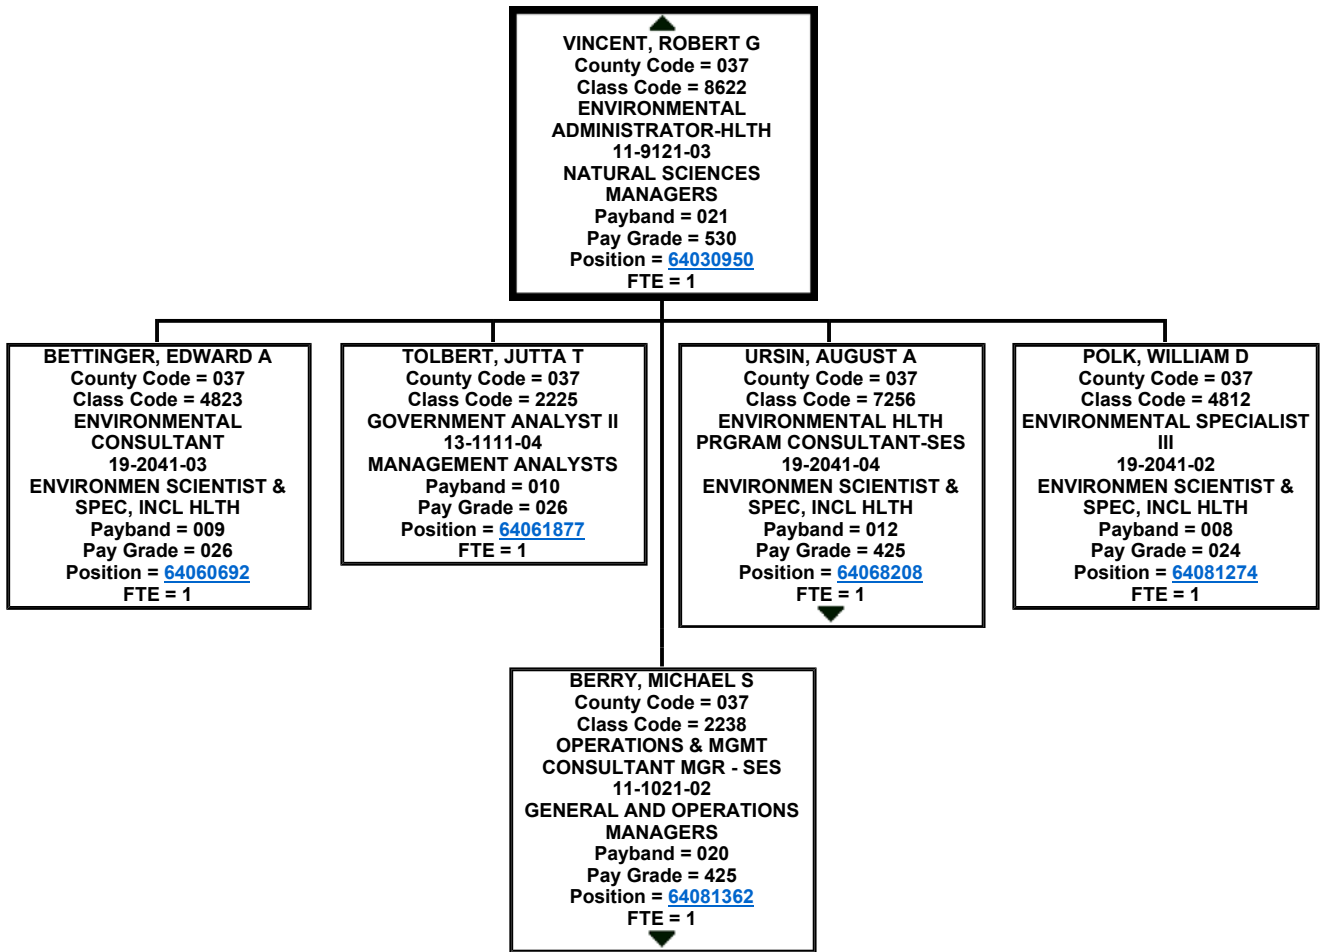 VINCENT, ROBERT G
County Code = 037
Class Code = 8622
ENVIRONMENTAL
ADMINISTRATOR-HLTH
11-9121-03
NATURAL SCIENCES
MANAGERS
Payband = 021
Pay Grade = 530
Position = 64030950
FTE = 1
BETTINGER, EDWARD A
County Code = 037
Class Code = 4823
ENVIRONMENTAL
CONSULTANT
19-2041-03
ENVIRONMEN SCIENTIST &
SPEC, INCL HLTH
Payband = 009
Pay Grade = 026
Position = 64060692
FTE = 1
TOLBERT, JUTTA T
County Code = 037
Class Code = 2225
GOVERNMENT ANALYST II
13-1111-04
MANAGEMENT ANALYSTS
Payband = 010
Pay Grade = 026
Position = 64061877
FTE = 1
URSIN, AUGUST A
County Code = 037
Class Code = 7256
ENVIRONMENTAL HLTH
PRGRAM CONSULTANT-SES
19-2041-04
ENVIRONMEN SCIENTIST &
SPEC, INCL HLTH
Payband = 012
Pay Grade = 425
Position = 64068208
FTE = 1
POLK, WILLIAM D
County Code = 037
Class Code = 4812
ENVIRONMENTAL SPECIALIST
III
19-2041-02
ENVIRONMEN SCIENTIST &
SPEC, INCL HLTH
Payband = 008
Pay Grade = 024
Position = 64081274
FTE = 1
BERRY, MICHAEL S
County Code = 037
Class Code = 2238
OPERATIONS & MGMT
CONSULTANT MGR - SES
11-1021-02
GENERAL AND OPERATIONS
MANAGERS
Payband = 020
Pay Grade = 425
Position = 64081362
FTE = 1